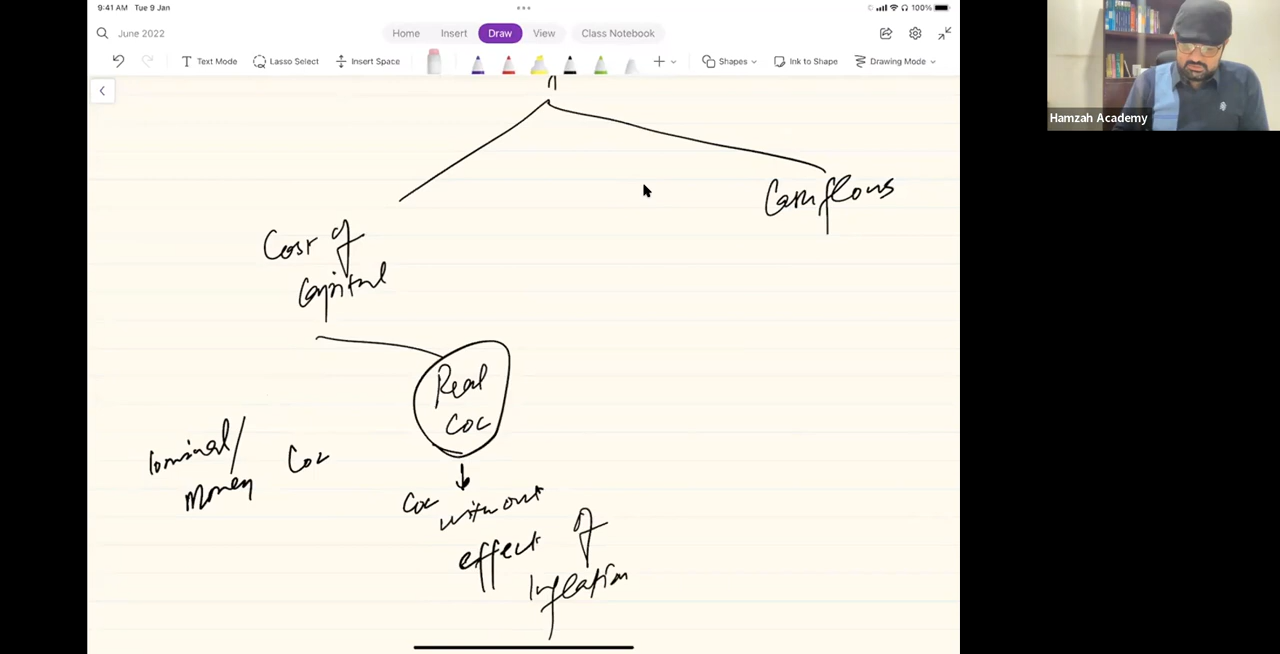 9:41 AM Tue 9 Jan
100%
June 2022
Home Insert Draw View Class Notebook
Text Mode Lasso Select Insert Space Shapes Ink to Shape Drawing Mode
Hamzah Academy
Cashflows
Cost of
Capital
Real
COC
Nominal/
Money
COC
COC without
effect of
Inflation